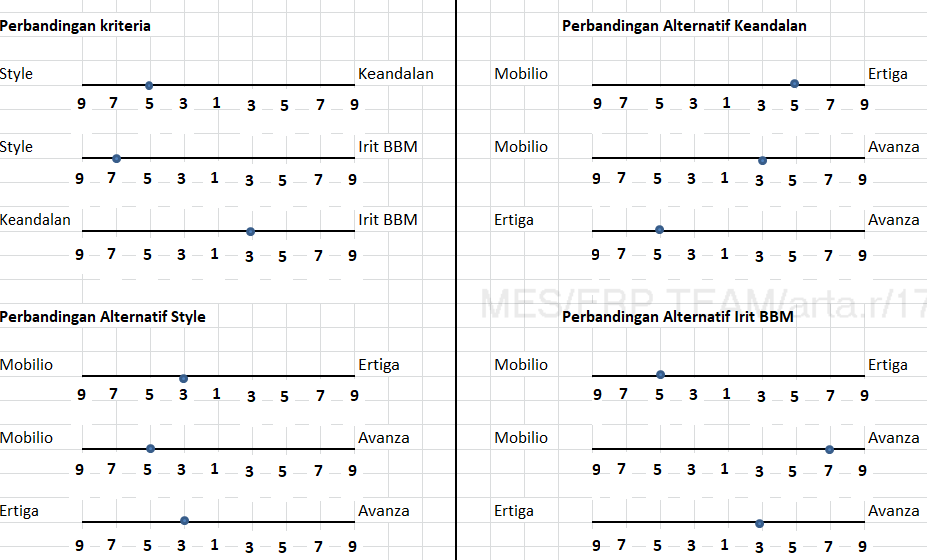 Perbandingan kriteria
Style Keandalan
9 7 5 3 1 3 5 7 9
Style Irit BBM
9 7 5 3 1 3 5 7 9
Keandalan Irit BBM
9 7 5 3 1 3 5 7 9
Perbandingan Alternatif Style
Mobilio Ertiga
9 7 5 3 1 3 5 7 9
Mobilio Avanza
9 7 5 3 1 3 5 7 9
Ertiga Avanza
9 7 5 3 1 3 5 7 9
Perbandingan Alternatif Keandalan
Mobilio Ertiga
9 7 5 3 1 3 5 7 9
Mobilio Avanza
9 7 5 3 1 3 5 7 9
Ertiga Avanza
9 7 5 3 1 3 5 7 9
MES/ERP TEAM/arta.r/17
Perbandingan Alternatif Irit BBM
Mobilio Ertiga
9 7 5 3 1 3 5 7 9
Mobilio Avanza
9 7 5 3 1 3 5 7 9
Ertiga Avanza
9 7 5 3 1 3 5 7 9